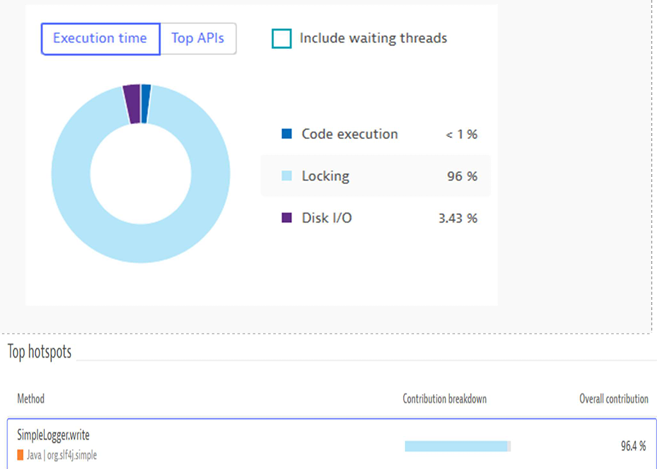 Execution time Top APIs Include waiting threads
Code execution < 1 %
Locking 96 %
Disk I/O 3.43 %
Top hotspots
Method Contribution breakdown Overall contribution
SimpleLogger.write 96.4 %
Java | org.slf4j.simple